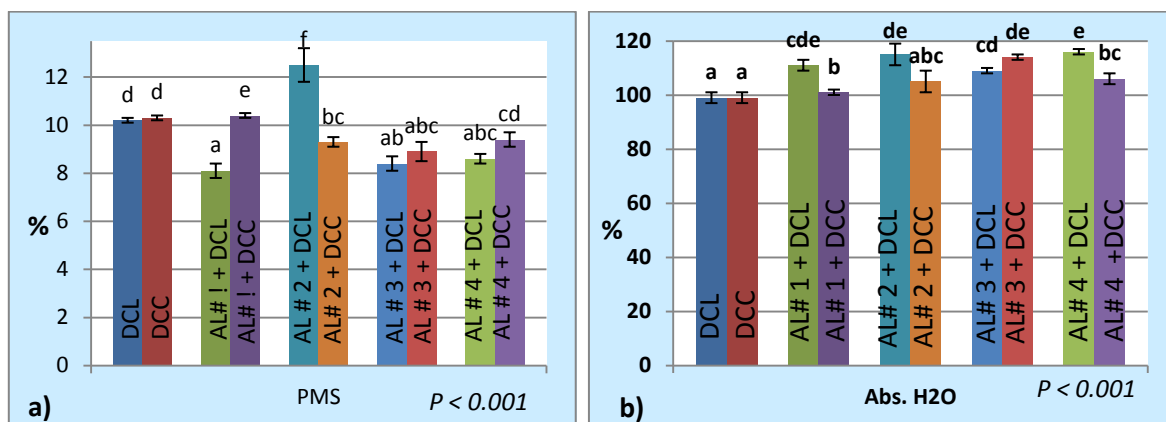 f
12
10
8
6
4
2
0
%
d
d
a
e
bc
ab
abc
abc
cd
DCL
DCC
AL# ! + DCL
AL# ! + DCC
AL # 2 + DCL
AL# 2 + DCC
AL # 3 + DCL
AL # 3 + DCC
AL # 4 + DCL
AL # 4 + DCC
a)
PMS
P < 0.001
120
100
80
60
40
20
0
%
a
a
cde
b
de
abc
cd
de
e
bc
DCL
DCC
AL# 1 + DCL
AL# 1 + DCC
AL# 2 + DCL
AL# 2 + DCC
AL# 3 + DCL
AL# 3 + DCC
AL# 4 + DCL
AL# 4 + DCC
b)
Abs. H2O
P < 0.001